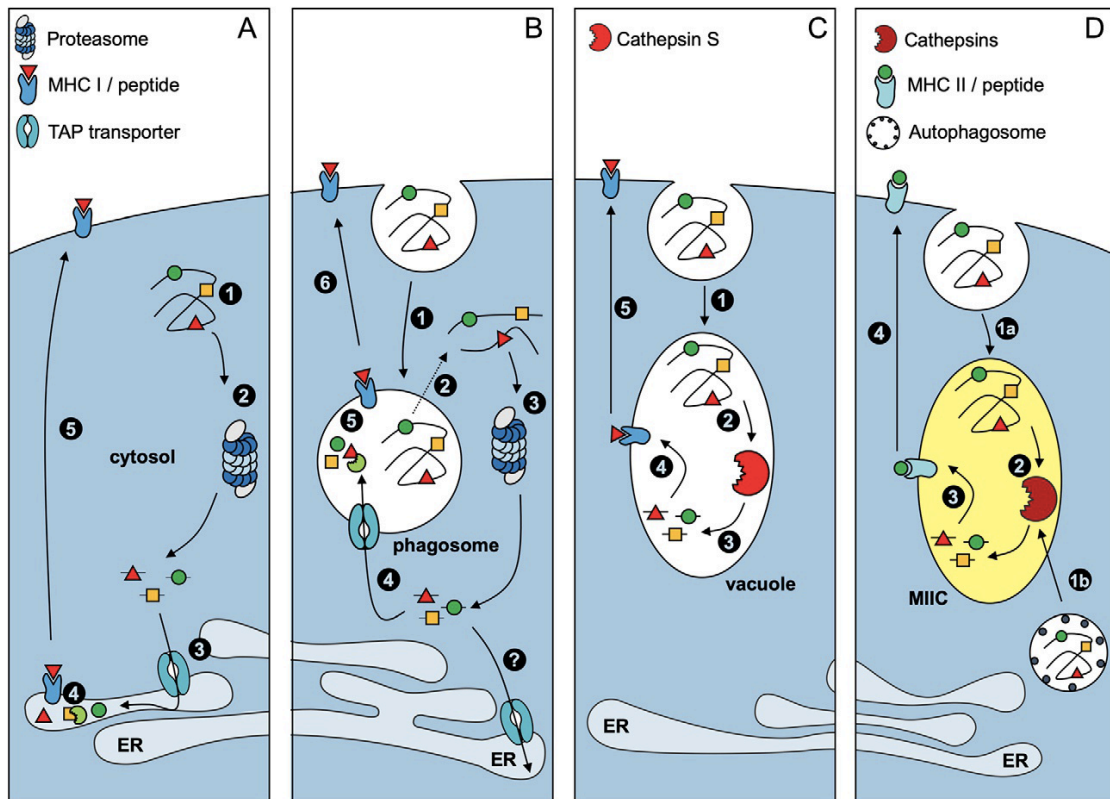 A
Proteasome
MHC I / peptide
TAP transporter
1
2
5
cytosol
3
4
ER
B
6
1
2
3
5
phagosome
4
?
ER
C
Cathepsin S
1
5
2
4
3
vacuole
ER
D
Cathepsins
MHC II / peptide
Autophagosome
1a
4
2
3
MIIC
1b
ER